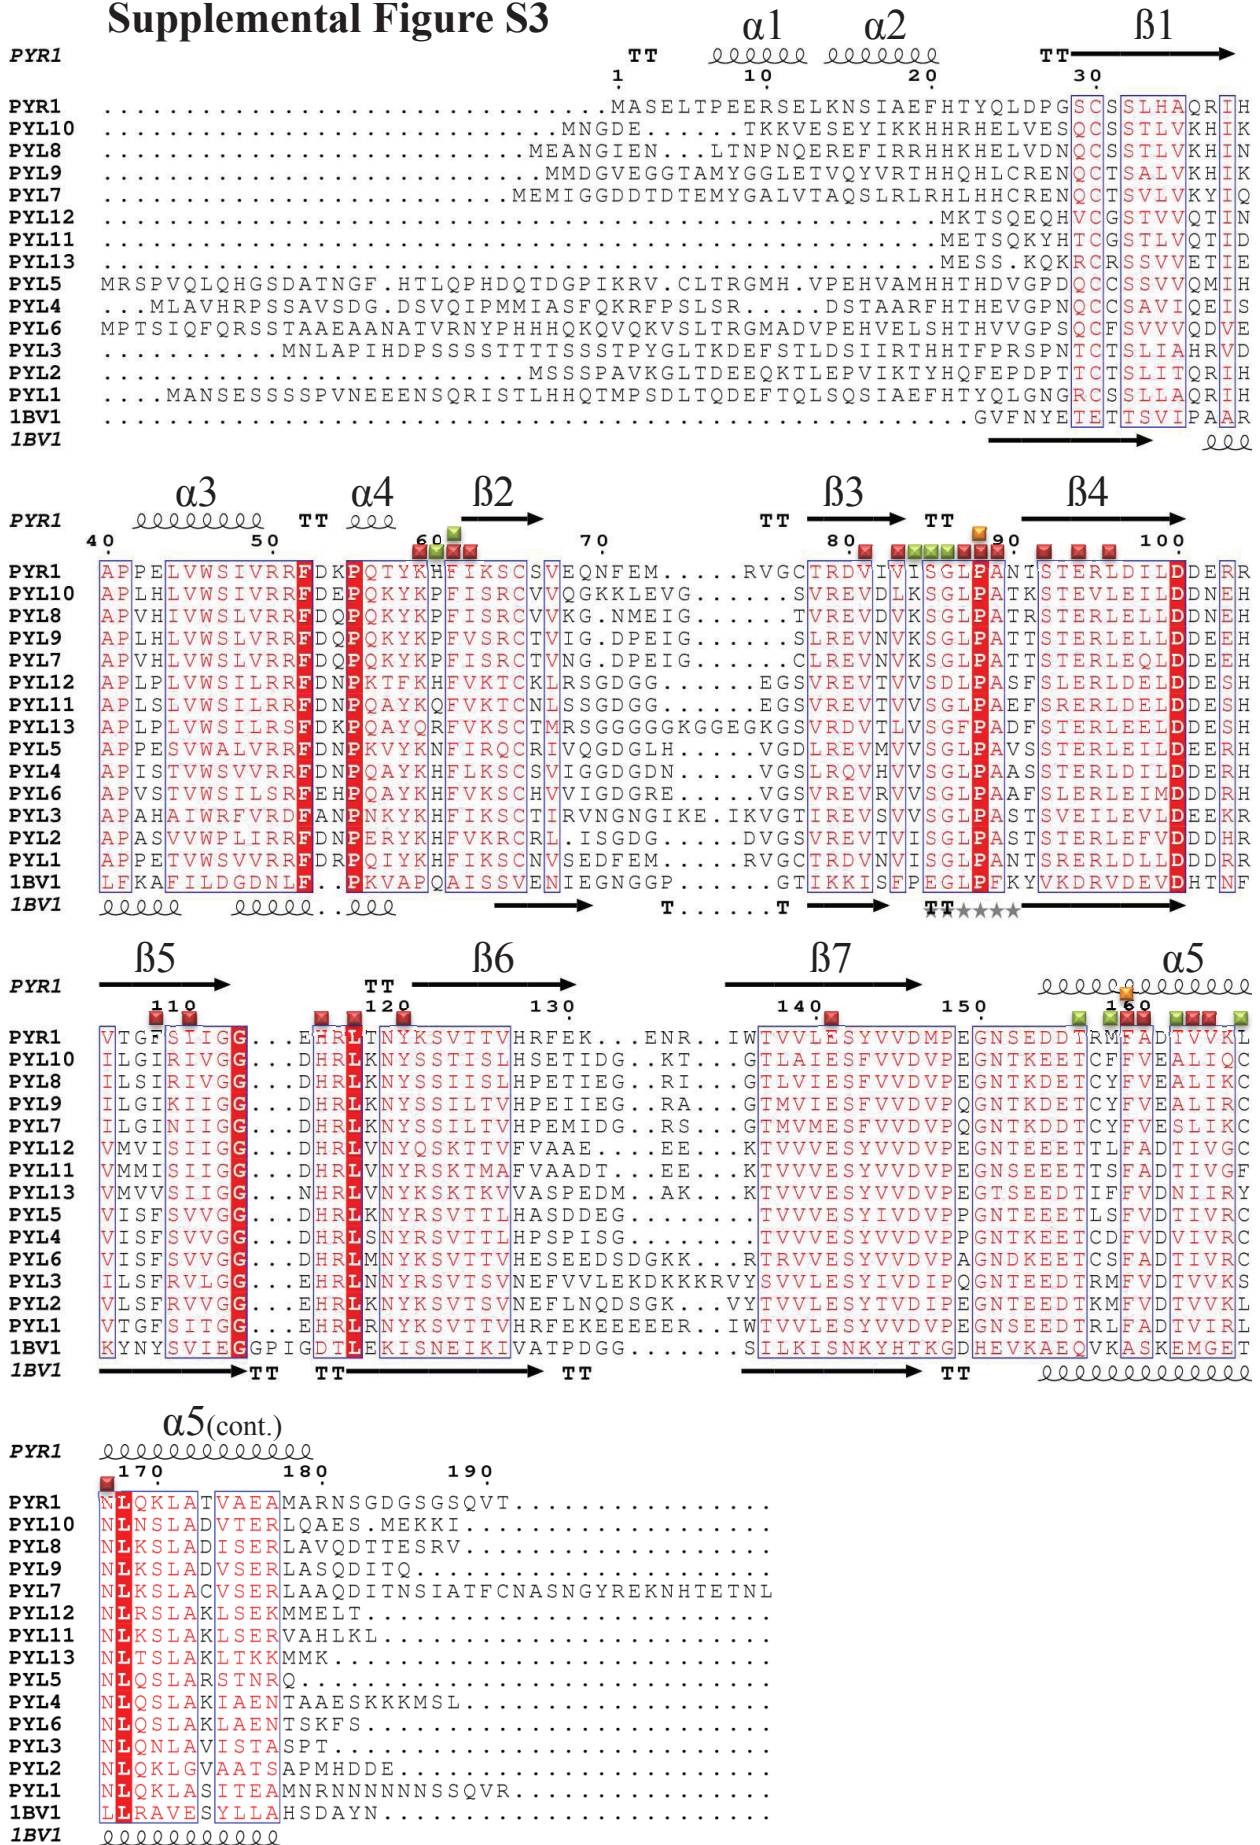 Supplemental Figure S3
α1 α2 ß1
PYR1 TT TT
1 10 20 30
PYR1 ...............................MASELTPEERSELKNSIAEFHTYQLDPGSCSSLHAQRIH
PYL10 ............................MNGDE......TKKVESEYIKKHHRHELVESQCSSTLVKHIK
PYL8 ..........................MEANGIEN...LTNPNQEREFIRRHHKHELVDNQCSSTLVKHIN
PYL9 ...........................MMDGVEGGTAMYGGLETVQYVRTHHQHLCRENQCTSALVKHIK
PYL7 .........................MEMIGGDDTDTEMYGALVTAQSLRLRHLHHCRENQCTSVLVKYIQ
PYL12 ...................................................MKTSQEQHVCGSTVVQTIN
PYL11 ...................................................METSQKYHTCGSTLVQTID
PYL13 ...................................................MESS.KQKRCRSSVVETIE
PYL5 MRSPVQLQHGSDATNGF.HTLQPHDQTDGPIKRV.CLTRGMH.VPEHVAMHHTHDVGPDQCCSSVVQMIH
PYL4 ...MLAVHRPSSAVSDG.DSVQIPMMIASFQKRFPSLSR.....DSTAARFHTHEVGPNQCCSAVIQEIS
PYL6 MPTSIQFQRSSTAAEAANATVRNYPHHHQKQVQKVSLTRGMADVPEHVELSHTHVVGPSQCFSVVVQDVE
PYL3 ...........MNLAPIHDPSSSSTTTTSSSTPYGLTKDEFSTLDSIIRTHHTFPRSPNTCTSLIAHRVD
PYL2 ..........................MSSSPAVKGLTDEEQKTLEPVIKTYHQFEPDPTTCTSLITQRIH
PYL1 ....MANSESSSSPVNEEENSQRISTLHHQTMPSDLTQDEFTQLSQSIAEFHTYQLGNGRCSSLLAQRIH
1BV1 .....................................................GVFNYETETTSVIPAAR
1BV1
α3 α4 ß2 ß3 ß4
PYR1 TT TT TT
40 50 60 70 80 90 100
PYR1 APPELVWSIVRRFDKPQTYKHFIKSCSVEQNFEM.....RVGCTRDVIVISGLPANTSTERLDILDDERR
PYL10 APLHLVWSIVRRFDEPQKYKPFISRCVVQGKKLEVG......SVREVDLKSGLPATKSTEVLEILDDNEH
PYL8 APVHIVWSLVRRFDQPQKYKPFISRCVVKG.NMEIG......TVREVDVKSGLPATRSTERLELLDDNEH
PYL9 APLHLVWSLVRRFDQPQKYKPFVSRCTVIG.DPEIG......SLREVNVKSGLPATTSTERLELLDDEEH
PYL7 APVHLVWSLVRRFDQPQKYKPFISRCTVNG.DPEIG......CLREVNVKSGLPATTSTERLEQLDDEEH
PYL12 APLPLVWSILRRFDNPKTFKHFVKTCKLRSGDGG......EGSVREVTVVSDLPASFSLERLDELDDESH
PYL11 APLSLVWSILRRFDNPQAYKQFVKTCNLSSGDGG......EGSVREVTVVSGLPAEFSRERLDELDDESH
PYL13 APLPLVWSILRSFDKPQAYQRFVKSCTMRSGGGGGKGGEGKGSVRDVTLVSGFPADFSTERLEELDDESH
PYL5 APPESVWALVRRFDNPKVYKNFIRQCRIVQGDGLH.....VGDLREVMVVSGLPAVSSTERLEILDEERH
PYL4 APISTVWSVVRRFDNPQAYKHFLKSCSVIGGDGDN.....VGSLRQVHVVSGLPAASSTERLDILDDERH
PYL6 APVSTVWSILSRFEHPQAYKHFVKSCHVVIGDGRE.....VGSVREVRVVSGLPAAFSLERLEIMDDDRH
PYL3 APAHAIWRFVRDFANPNKYKHFIKSCTIRVNGNGIKE.IKVGTIREVSVVSGLPASTSVEILEVLDEEKR
PYL2 APASVVWPLIRRFDNPERYKHFVKRCRL.ISGDG.....DVGSVREVTVISGLPASTSTERLEFVDDDHR
PYL1 APPETVWSVVRRFDRPQIYKHFIKSCNVSEDFEM.....RVGCTRDVNVISGLPANTSRERLDLLDDDRR
1BV1 LFKAFILDGDNLF..PKVAPQAISSVENIEGNGGP......GTIKKISFPEGLPFKYVKDRVDEVDHTNF
1BV1 .. T......T TT★★★★★★
ß5 ß6 ß7 α5
PYR1 TT
110 120 130 140 150 160
PYR1 VTGFSIIGG...EHRLTNYKSVTTVHRFEK...ENR..IWTVVLESYVVDMPEGNSEDDTRMFADTVVKL
PYL10 ILGIRIVGG...DHRLKNYSSTISLHSETIDG..KT...GTLAIESFVVDVPEGNTKEETCFFVEALIQC
PYL8 ILSIRIVGG...DHRLKNYSSIISLHPETIEG..RI...GTLVIESFVVDVPEGNTKDETCYFVEALIKC
PYL9 ILGIKIIGG...DHRLKNYSSILTVHPEIIEG..RA...GTMVIESFVVDVPQGNTKDETCYFVEALIRC
PYL7 ILGINIIGG...DHRLKNYSSILTVHPEMIDG..RS...GTMVMESFVVDVPQGNTKDDTCYFVESLIKC
PYL12 VMVISIIGG...DHRLVNYQSKTTVFVAAE....EE...KTVVVESYVVDVPEGNTEEETTLFADTIVGC
PYL11 VMMISIIGG...DHRLVNYRSKTMAFVAADT...EE...KTVVVESYVVDVPEGNSEEETTSFADTIVGF
PYL13 VMVVSIIGG...NHRLVNYKSKTKVVASPEDM..AK...KTVVVESYVVDVPEGTSEEDTIFFVDNIIRY
PYL5 VISFSVVGG...DHRLKNYRSVTTLHASDDEG........TVVVESYIVDVPPGNTEEETLSFVDTIVRC
PYL4 VISFSVVGG...DHRLSNYRSVTTLHPSPISG........TVVVESYVVDVPPGNTKEETCDFVDVIVRC
PYL6 VISFSVVGG...DHRLMNYKSVTTVHESEEDSDGKK...RTRVVESYVVDVPAGNDKEETCSFADTIVRC
PYL3 ILSFRVLGG...EHRLNNYRSVTSVNEFVVLEKDKKKRVYSVVLESYIVDIPQGNTEEDTRMFVDTVVKS
PYL2 VLSFRVVGG...EHRLKNYKSVTSVNEFLNQDSGK...VYTVVLESYTVDIPEGNTEEDTKMFVDTVVKL
PYL1 VTGFSITGG...EHRLRNYKSVTTVHRFEKEEEEER..IWTVVLESYVVDVPEGNSEDDTRLFADTVIRL
1BV1 KYNYSVIEGGPIGDTLEKISNEIKIVATPDGG........SILKISNKYHTKGDHEVKAEQVKASKEMGET
1BV1 TT TT TT TT
α5(cont.)
PYR1
170 180 190
PYR1 NLQKLATVAEAMARNSGDGSGSQVT................
PYL10 NLNSLADVTERLQAES.MEKKI...................
PYL8 NLKSLADISERLAVQDTTESRV...................
PYL9 NLKSLADVSERLASQDITQ......................
PYL7 NLKSLACVSERLAAQDITNSIATFCNASNGYREKNHTETNL
PYL12 NLRSLAKLSEKMMELT.........................
PYL11 NLKSLAKLSERVAHLKL........................
PYL13 NLTSLAKLTKKMMK...........................
PYL5 NLQSLARSTNRQ.............................
PYL4 NLQSLAKIAENTAAESKKKMSL...................
PYL6 NLQSLAKLAENTSKFS.........................
PYL3 NLQNLAVISTASPT...........................
PYL2 NLQKLGVAATSAPMHDDE.......................
PYL1 NLQKLASITEAMNRNNNNNNSSQVR................
1BV1 LLRAVESYLLAHSDAYN........................
1BV1